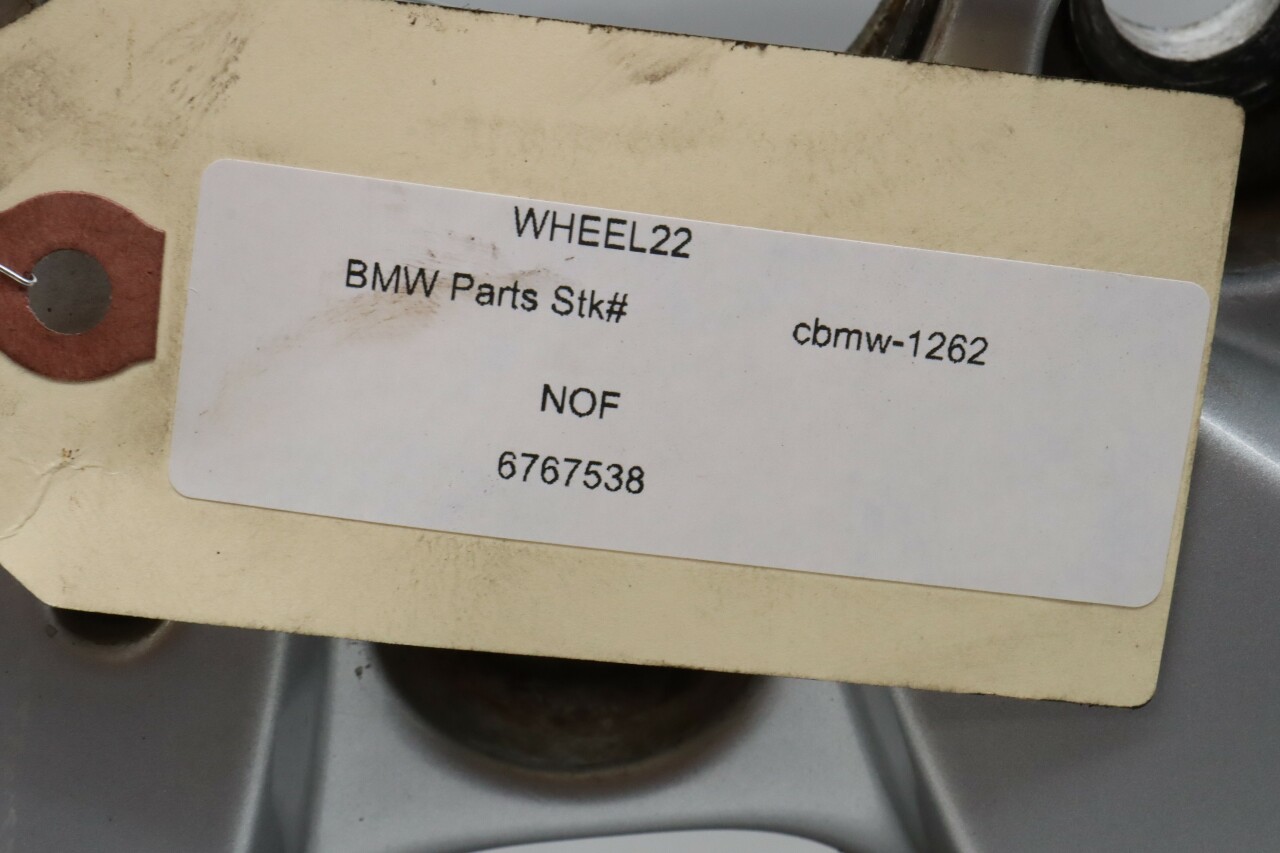 WHEEL22
BMW Parts Stk# cbmw-1262
NOF
6767538